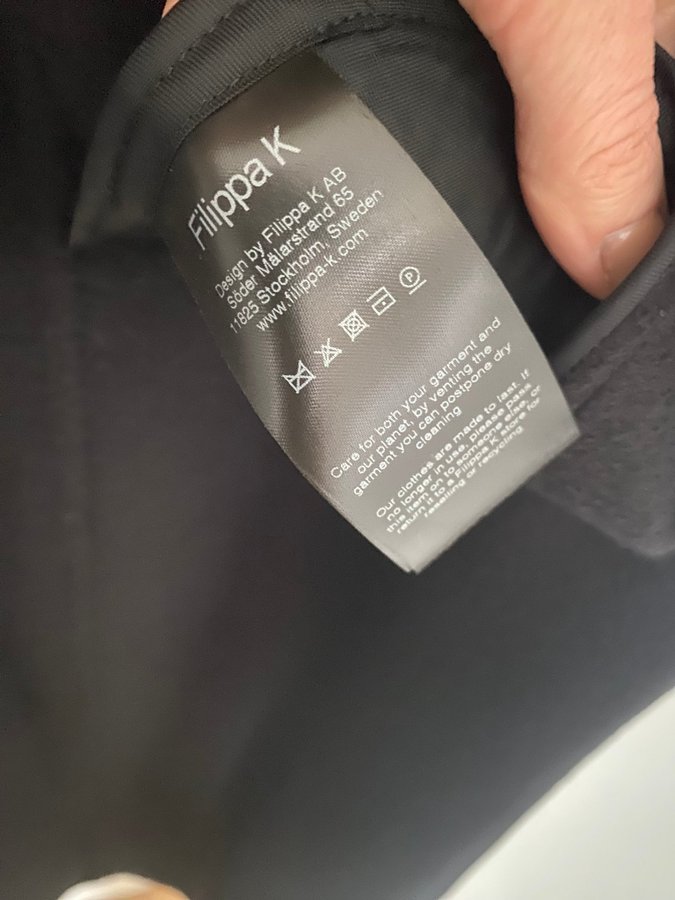 Filippa K
Design by Filippa K AB
Söder Mälarstrand 65
11825 Stockholm, Sweden
www.filippa-k.com
P
Care for both your garment and
our planet, by venting the
garment you can postpone dry
cleaning
Our clothes are made to last. If
no longer in use, please pass
this item on to someone else, or
return it to a Filippa K store for
reselling or recycling